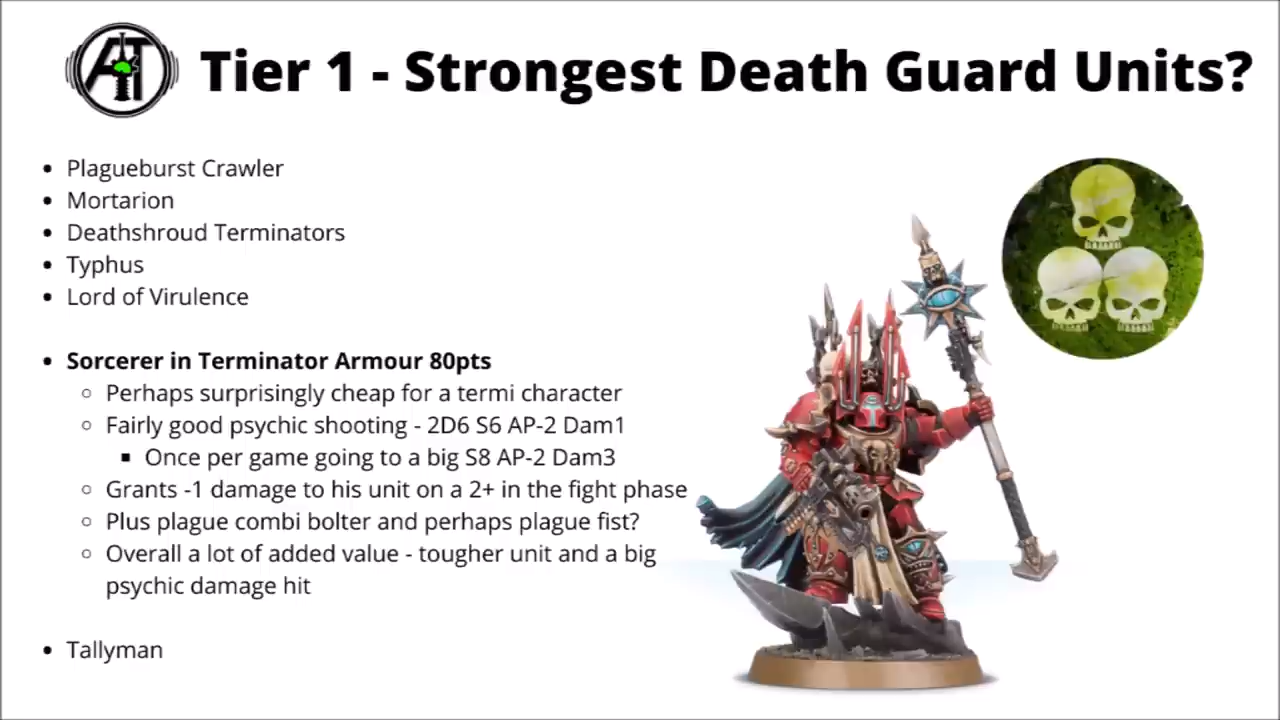 AT
Tier 1 - Strongest Death Guard Units?
Plagueburst Crawler
Mortarion
Deathshroud Terminators
Typhus
Lord of Virulence
Sorcerer in Terminator Armour 80pts
Perhaps surprisingly cheap for a termi character
Fairly good psychic shooting - 2D6 S6 AP-2 Dam1
Once per game going to a big S8 AP-2 Dam3
Grants -1 damage to his unit on a 2+ in the fight phase
Plus plague combi bolter and perhaps plague fist?
Overall a lot of added value - tougher unit and a big
psychic damage hit
Tallyman